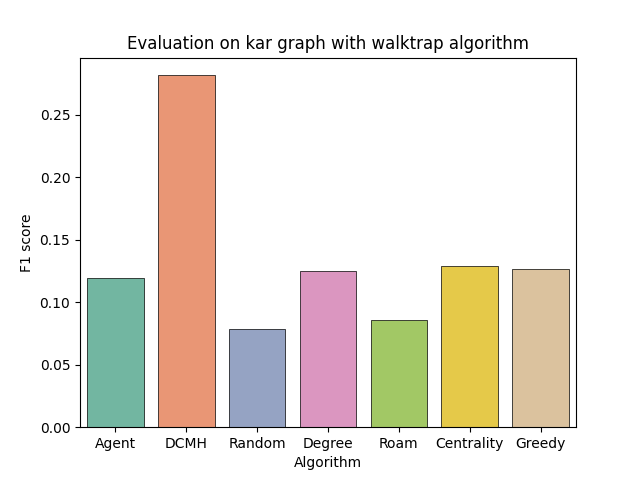 Evaluation on kar graph with walktrap algorithm
F1 score
0.25
0.20
0.15
0.10
0.05
0.00
Agent DCMH Random Degree Roam Centrality Greedy
Algorithm